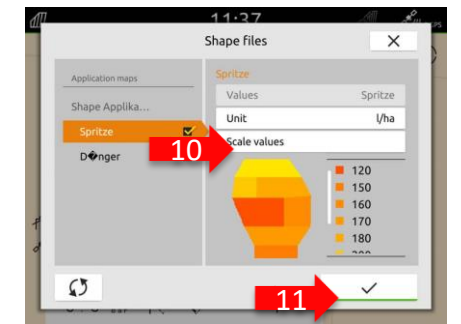 11:37
Shape files
Application maps
Shape Applika...
Spritze
D�nger
Spritze
Values Spritze
Unit l/ha
Scale values
10
120
150
160
170
180
11